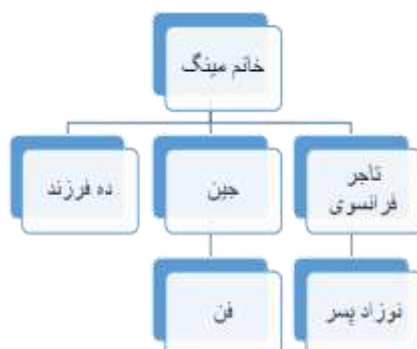 خانم مینگ
تاجر
فرانسوی
جین
ده فرزند
نوزاد پسر
فن